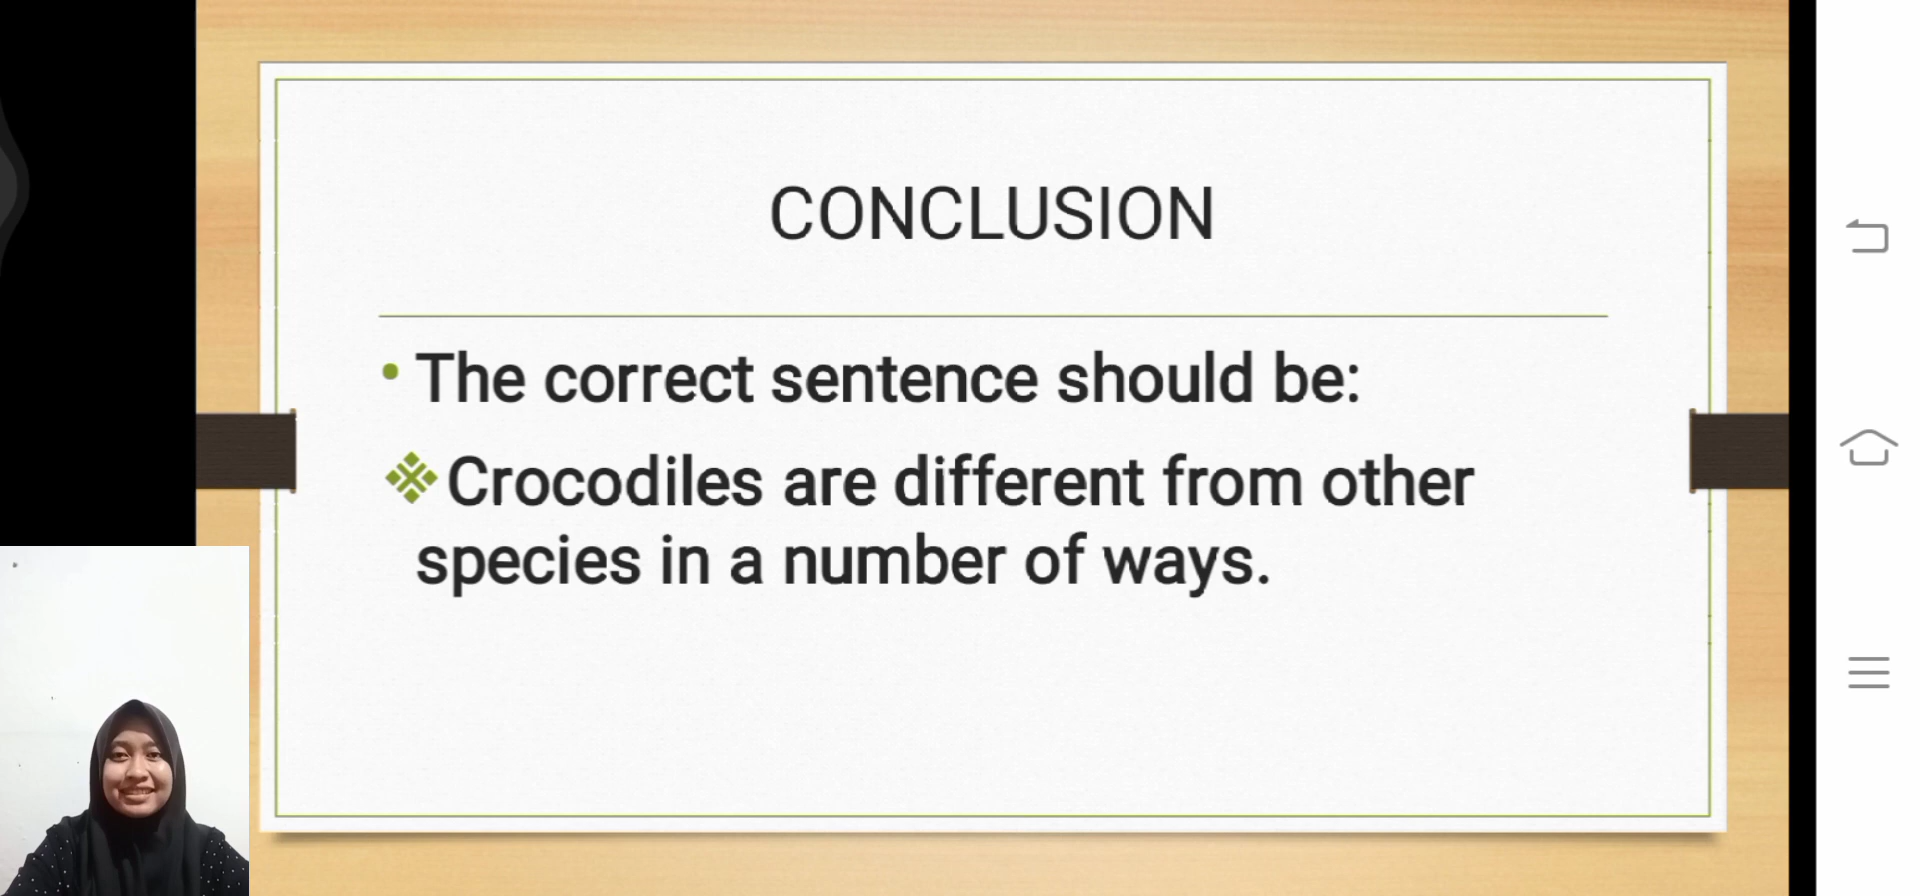 CONCLUSION
The correct sentence should be:
Crocodiles are different from other
species in a number of ways.